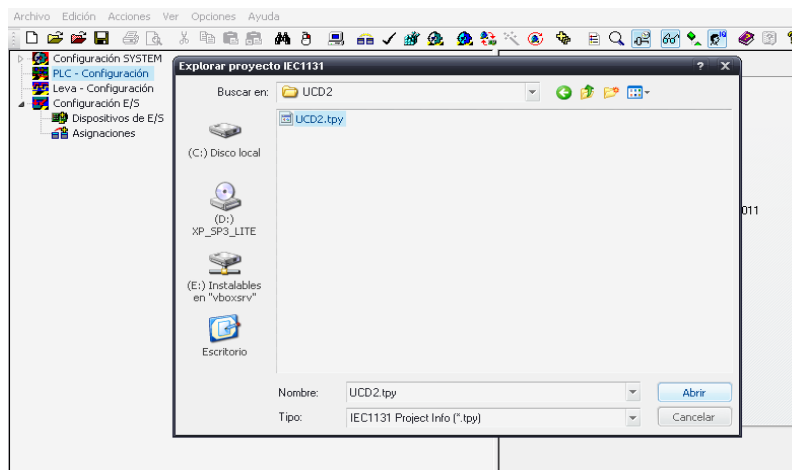 Archivo Edición Acciones Ver Opciones Ayuda
Configuración SYSTEM
PLC - Configuración
Leva - Configuración
Configuración E/S
Dispositivos de E/S
Asignaciones
Explorar proyecto IEC1131
Buscar en: UCD2
UCD2.tpy
(C:) Disco local
(D:)
XP_SP3_LITE
(E:) Instalables
en "vboxsrv"
Escritorio
Nombre: UCD2.tpy Abrir
Tipo: IEC1131 Project Info (*.tpy) Cancelar
011